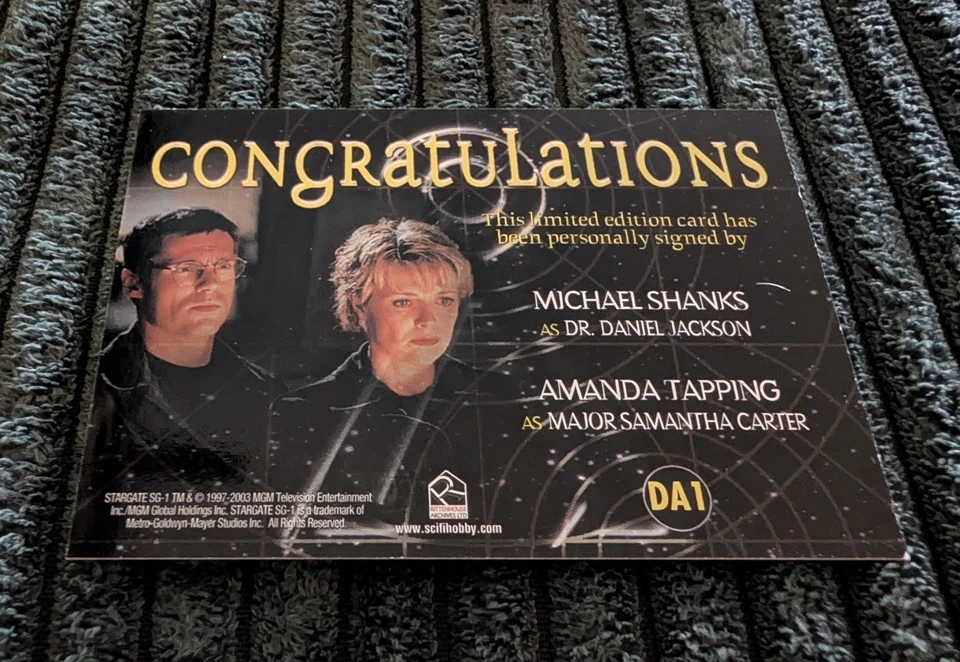 CONGRatULatIONS
This limited edition card has
been personally signed by
MICHAEL SHANKS
AS DR. DANIEL JACKSON
AMANDA TAPPING
AS MAJOR SAMANTHA CARTER
DA1
STARGATE SG-1 TM & © 1997-2003 MGM Television Entertainment
Inc./MGM Global Holdings Inc. STARGATE SG-1 is a trademark of
Metro-Goldwyn-Mayer Studios Inc. All Rights Reserved.
RITTENHOUSE
ARCHIVES LTD
www.scifihobby.com